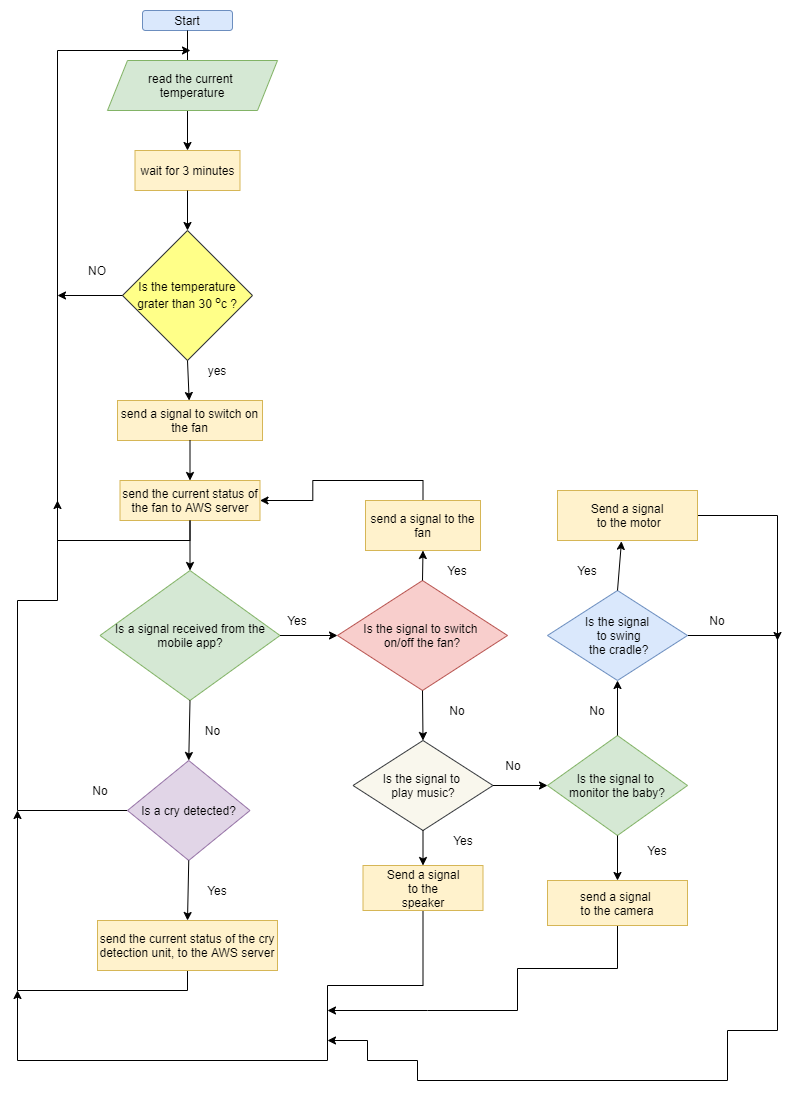 Start
read the current
temperature
wait for 3 minutes
NO
Is the temperature
grater than 30 ºc ?
yes
send a signal to switch on
the fan
send the current status of
the fan to AWS server
send a signal to the
fan
Send a signal
to the motor
Yes
Yes
Is a signal received from the
mobile app?
Yes
Is the signal to switch
on/off the fan?
Is the signal
to swing
the cradle?
No
No
No
No
Is a cry detected?
No
Is the signal to
play music?
No
Is the signal to
monitor the baby?
Yes
Yes
Yes
send the current status of the cry
detection unit, to the AWS server
Send a signal
to the
speaker
send a signal
to the camera